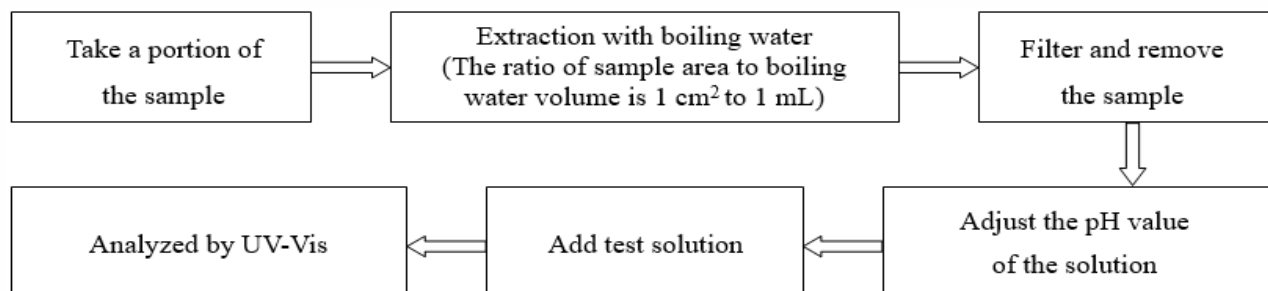 Take a portion of
the sample
Extraction with boiling water
(The ratio of sample area to boiling
water volume is 1 cm² to 1 mL)
Filter and remove
the sample
Adjust the pH value
of the solution
Add test solution
Analyzed by UV-Vis